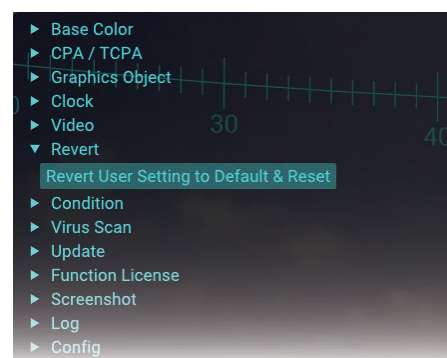 Base Color
CPA / TCPA
Graphics Object
Clock
Video
30
40
Revert
Revert User Setting to Default & Reset
Condition
Virus Scan
Update
Function License
Screenshot
Log
Config